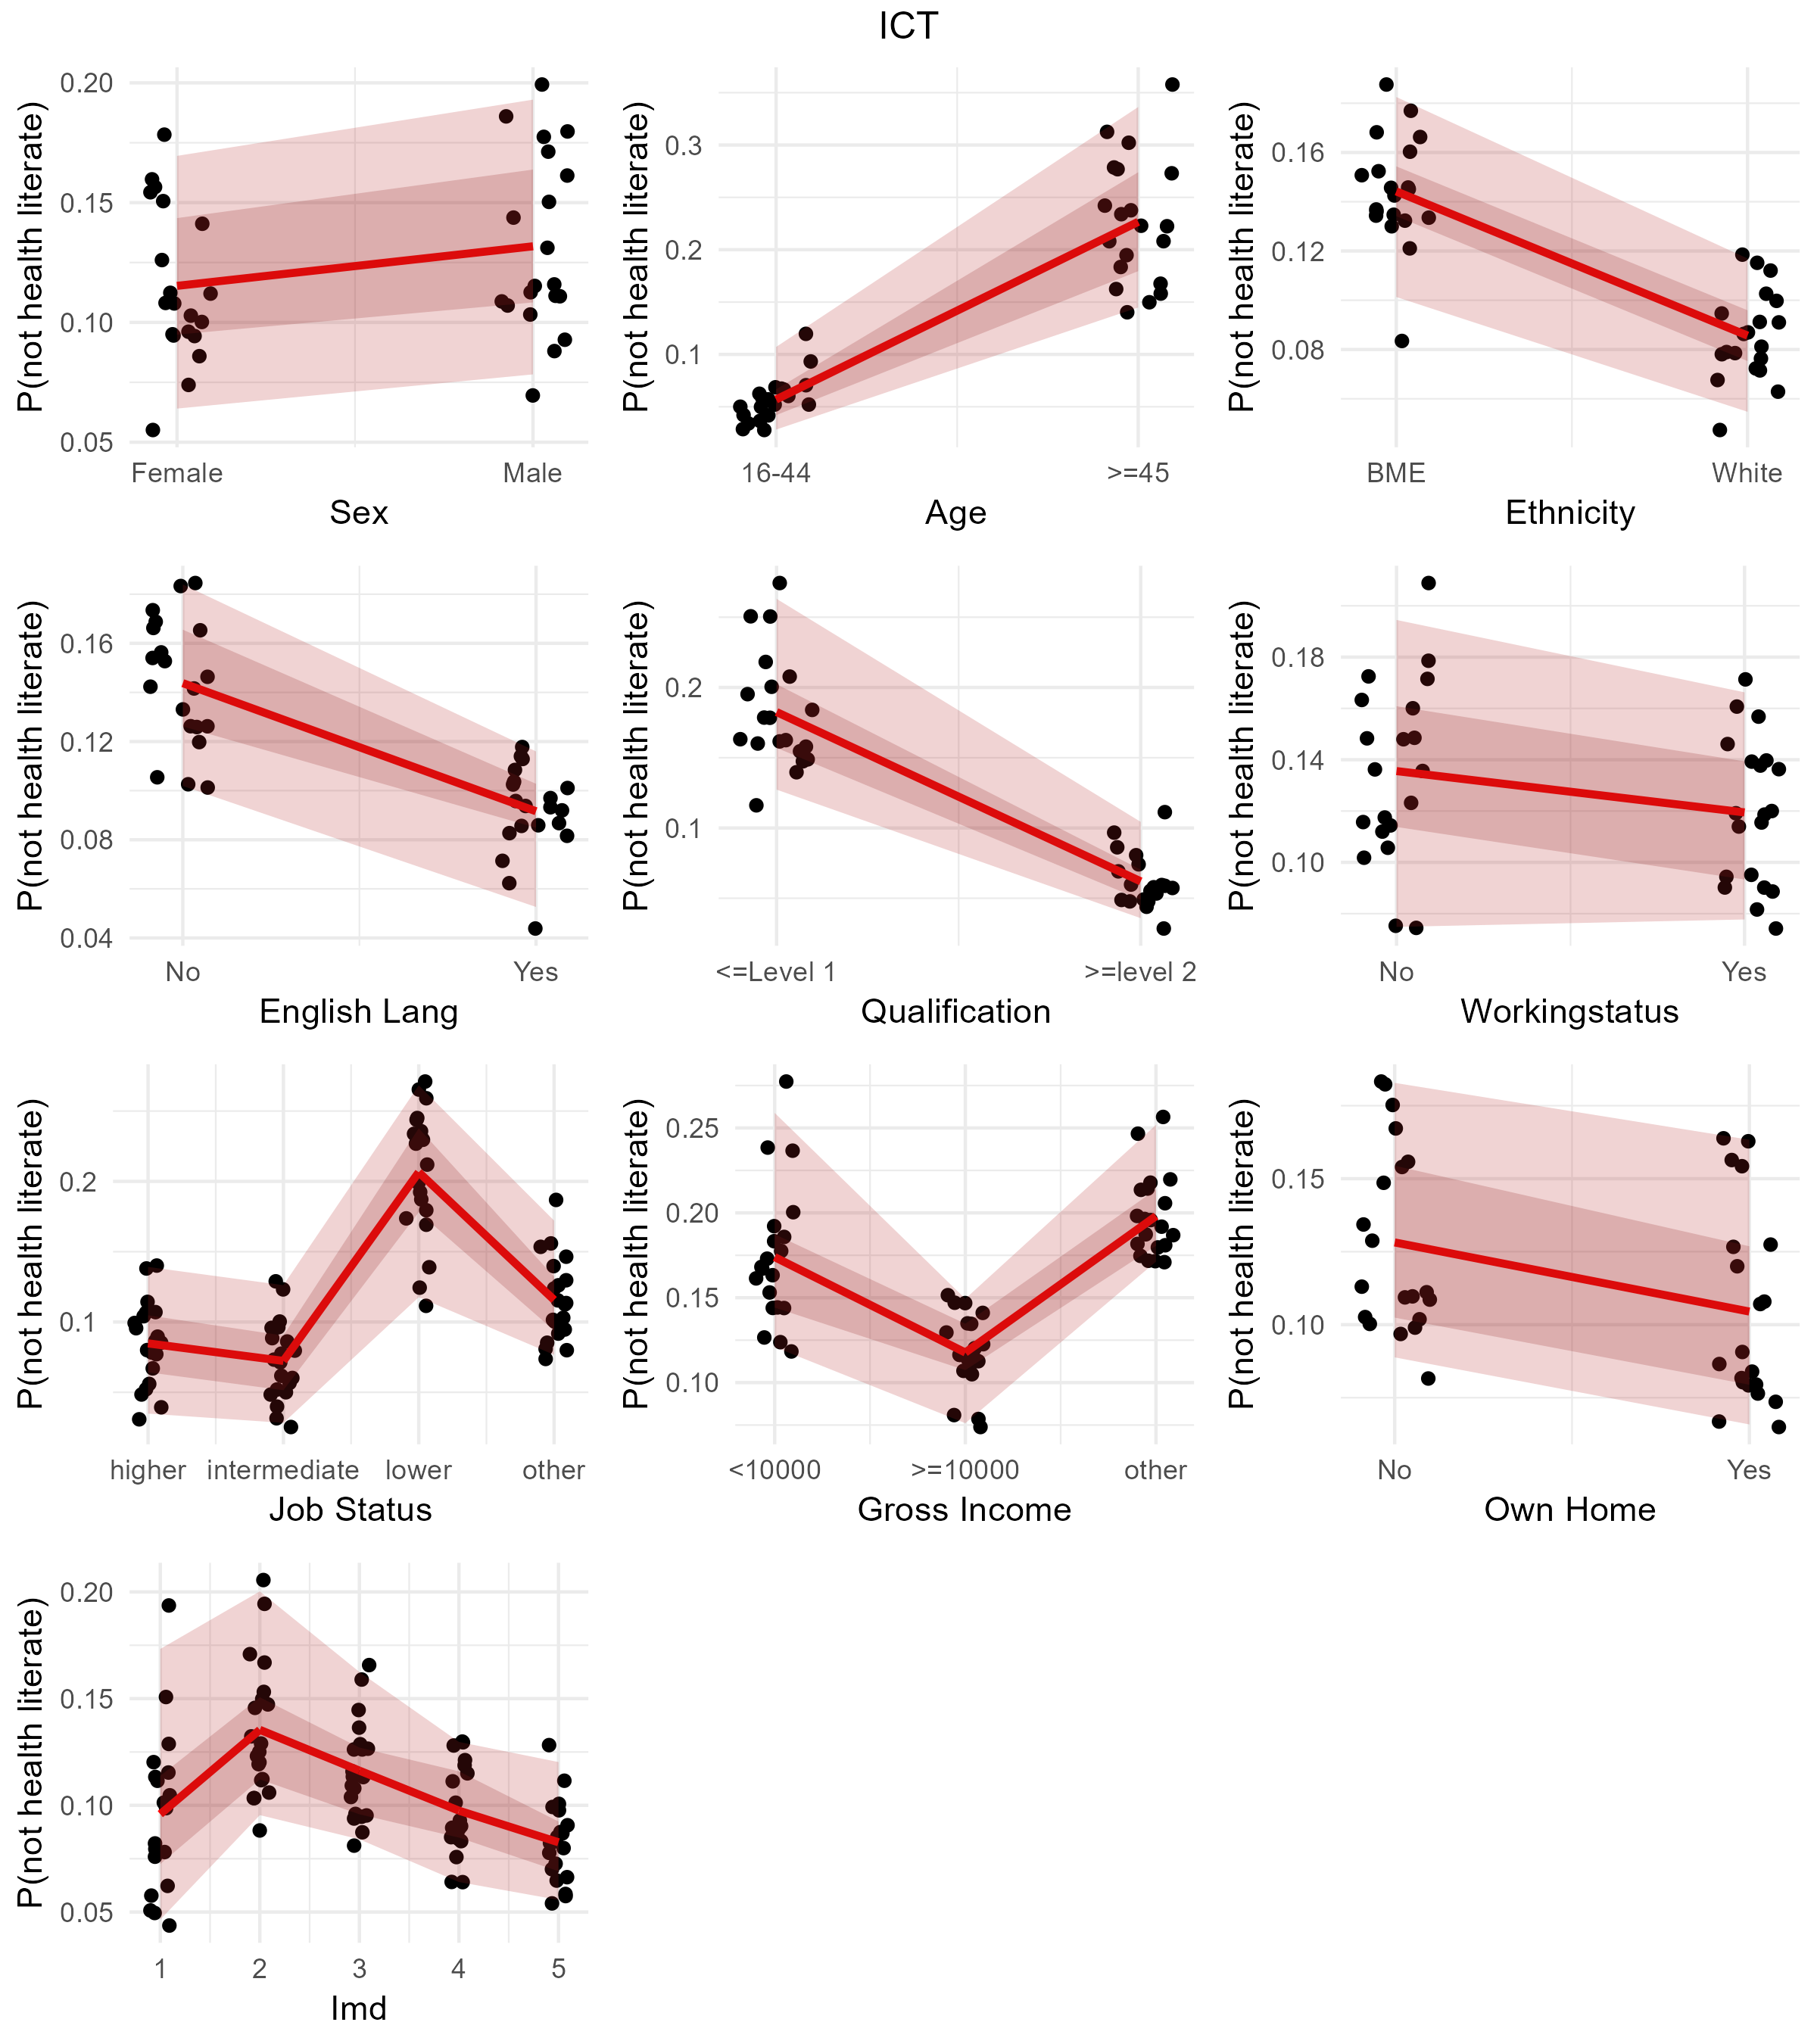 ICT
P(not health literate)
0.20
0.15
0.10
0.05
Female
Male
Sex
P(not health literate)
0.3
0.2
0.1
16-44
>=45
Age
P(not health literate)
0.16
0.12
0.08
BME
White
Ethnicity
P(not health literate)
0.16
0.12
0.08
0.04
No
Yes
English Lang
P(not health literate)
0.2
0.1
<=Level 1
>=level 2
Qualification
P(not health literate)
0.18
0.14
0.10
No
Yes
Workingstatus
P(not health literate)
0.2
0.1
higher
intermediate
lower
other
Job Status
P(not health literate)
0.25
0.20
0.15
0.10
<10000
>=10000
other
Gross Income
P(not health literate)
0.15
0.10
No
Yes
Own Home
P(not health literate)
0.20
0.15
0.10
0.05
1
2
3
4
5
Imd